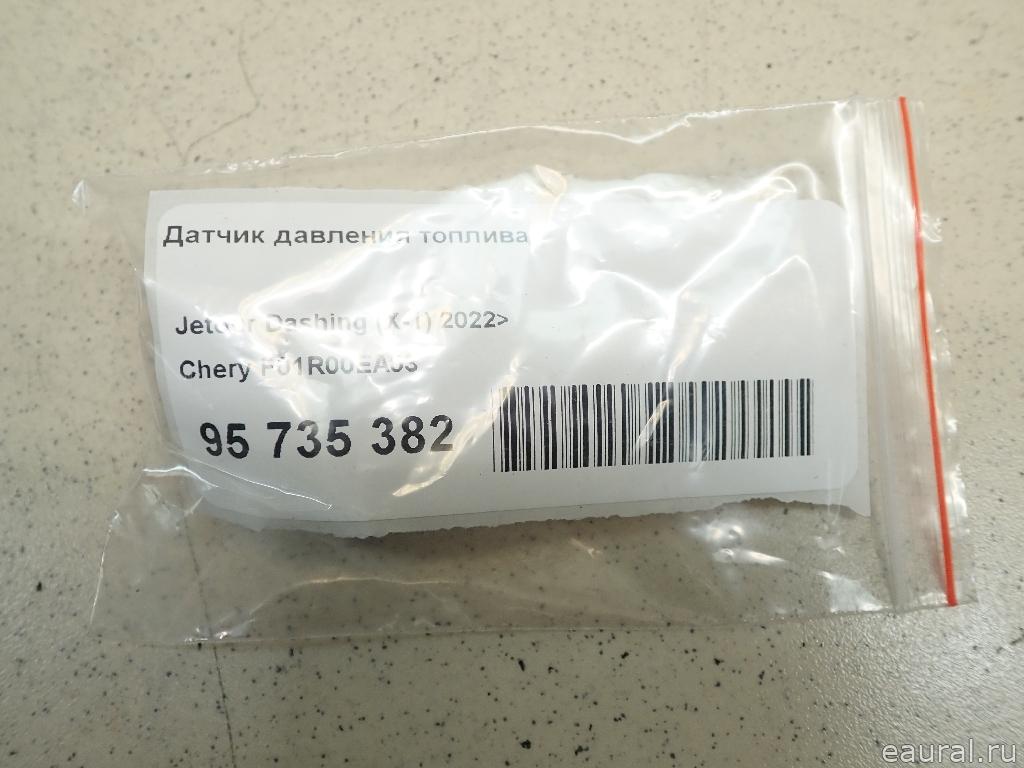 Датчик давления топлива
Jetour Dashing (X-1) 2022>
Chery F01R00EA03
95 735 382
eaural.ru